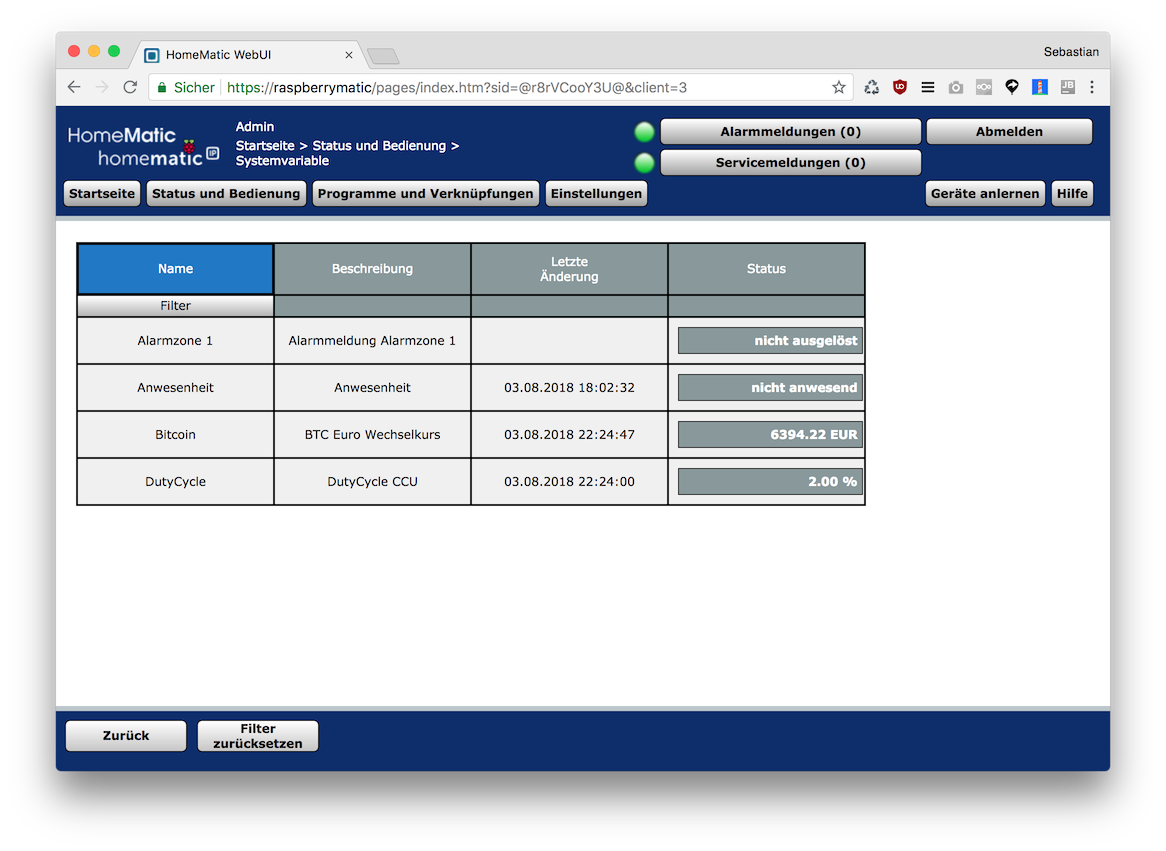 HomeMatic WebUI
Sebastian
Sicher
https://raspberrymatic/pages/index.htm?sid=@r8rVCooY3U@&client=3
HomeMatic
homematic IP
Admin
Startseite > Status und Bedienung >
Systemvariable
Alarmmeldungen (0)
Abmelden
Servicemeldungen (0)
Startseite
Status und Bedienung
Programme und Verknüpfungen
Einstellungen
Geräte anlernen
Hilfe
Name
Beschreibung
Letzte
Änderung
Status
Filter
Alarmzone 1
Alarmmeldung Alarmzone 1
nicht ausgelöst
Anwesenheit
Anwesenheit
03.08.2018 18:02:32
nicht anwesend
Bitcoin
BTC Euro Wechselkurs
03.08.2018 22:24:47
6394.22 EUR
DutyCycle
DutyCycle CCU
03.08.2018 22:24:00
2.00 %
Zurück
Filter
zurücksetzen